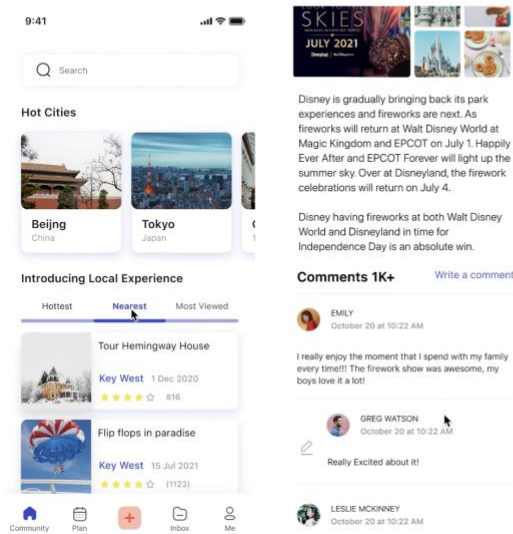 9:41
Search
Hot Cities
Beijng
China
Tokyo
Japan
Introducing Local Experience
Hottest
Nearest
Most Viewed
Tour Hemingway House
Key West 1 Dec 2020
816
Flip flops in paradise
Key West 15 Jul 2021
(1123)
Community
Plan
Inbox
Me
SKIES
JULY 2021
Disney is gradually bringing back its park
experiences and fireworks are next. As
fireworks will return at Walt Disney World at
Magic Kingdom and EPCOT on July 1. Happily
Ever After and EPCOT Forever will light up the
summer sky. Over at Disneyland, the firework
celebrations will return on July 4.
Disney having fireworks at both Walt Disney
World and Disneyland in time for
Independence Day is an absolute win.
Comments 1K+
Write a comment
EMILY
October 20 at 10:22 AM
I really enjoy the moment that I spend with my family
every time!!! The firework show was awesome, my
boys love it a lot!
GREG WATSON
October 20 at 10:22 AM
Really Excited about it!
LESLIE MCKINNEY
October 20 at 10:22 AM